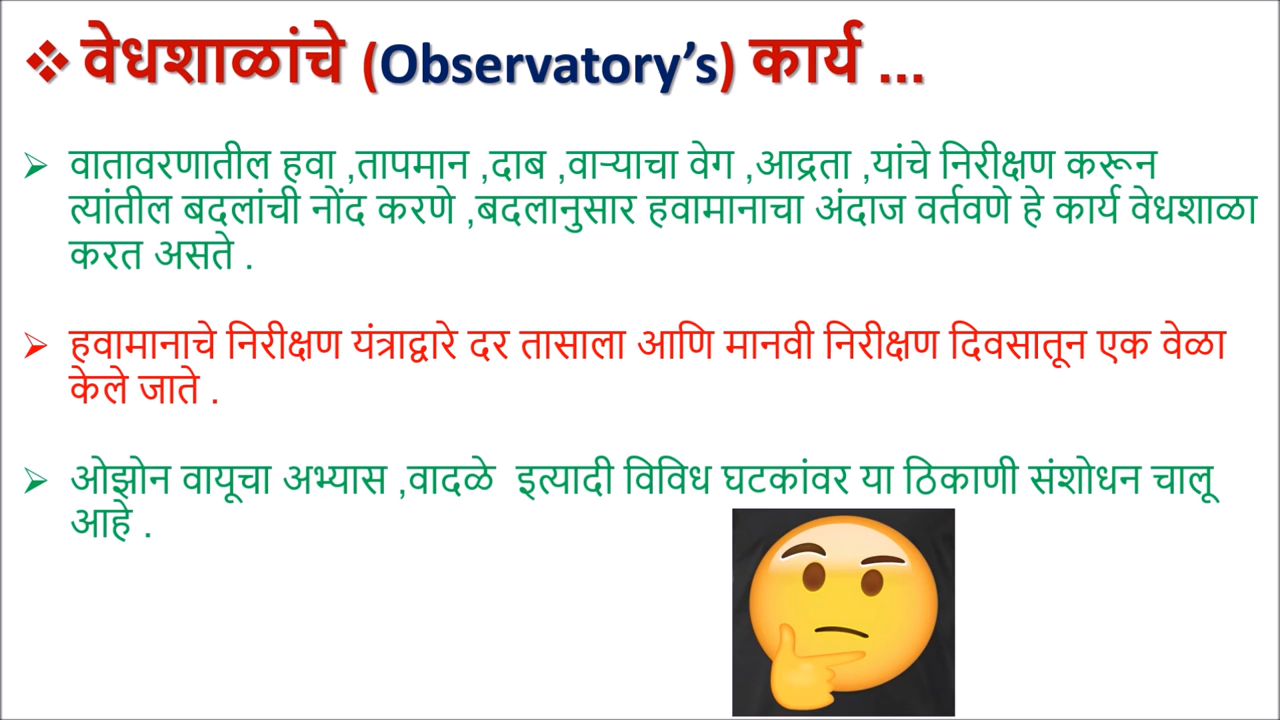 ❖ वेधशाळांचे (Observatory's) कार्य ...
➢ वातावरणातील हवा ,तापमान ,दाब ,वाऱ्याचा वेग ,आद्रता ,यांचे निरीक्षण करून
त्यांतील बदलांची नोंद करणे ,बदलानुसार हवामानाचा अंदाज वर्तवणे हे कार्य वेधशाळा
करत असते .
➢ हवामानाचे निरीक्षण यंत्राद्वारे दर तासाला आणि मानवी निरीक्षण दिवसातून एक वेळा
केले जाते .
➢ ओझोन वायूचा अभ्यास ,वादळे इत्यादी विविध घटकांवर या ठिकाणी संशोधन चालू
आहे .